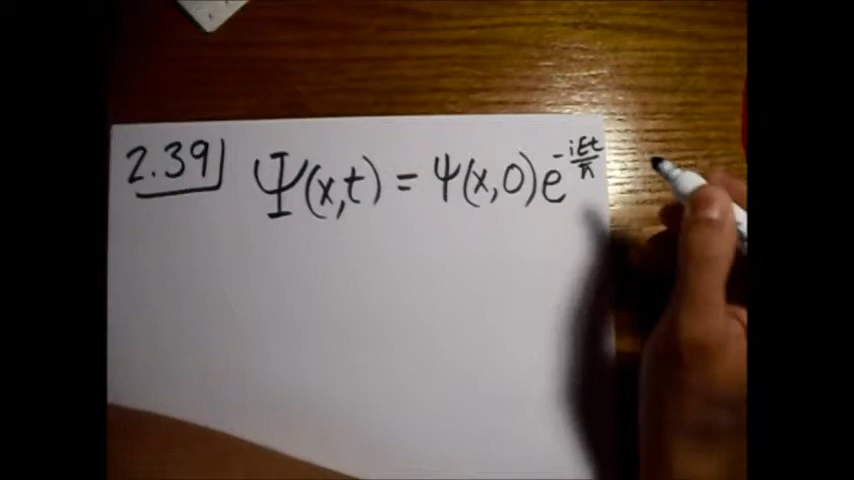 2.39 Ψ(x,t) = ψ(x,0)e^{-iEt/ħ}